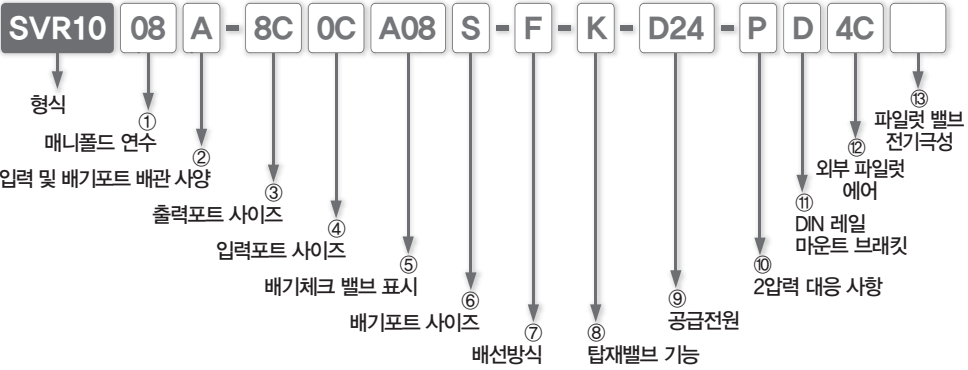 SVR10 08 A - 8C 0C A08 S - F - K - D24 - P D 4C
형식
①
매니폴드 연수
②
입력 및 배기포트 배관 사양
③
출력포트 사이즈
④
입력포트 사이즈
⑤
배기체크 밸브 표시
⑥
배기포트 사이즈
⑦
배선방식
⑧
탑재밸브 기능
⑨
공급전원
⑩
2압력 대응 사항
⑪
DIN 레일
마운트 브래킷
⑫
외부 파일럿
에어
⑬
파일럿 밸브
전기극성